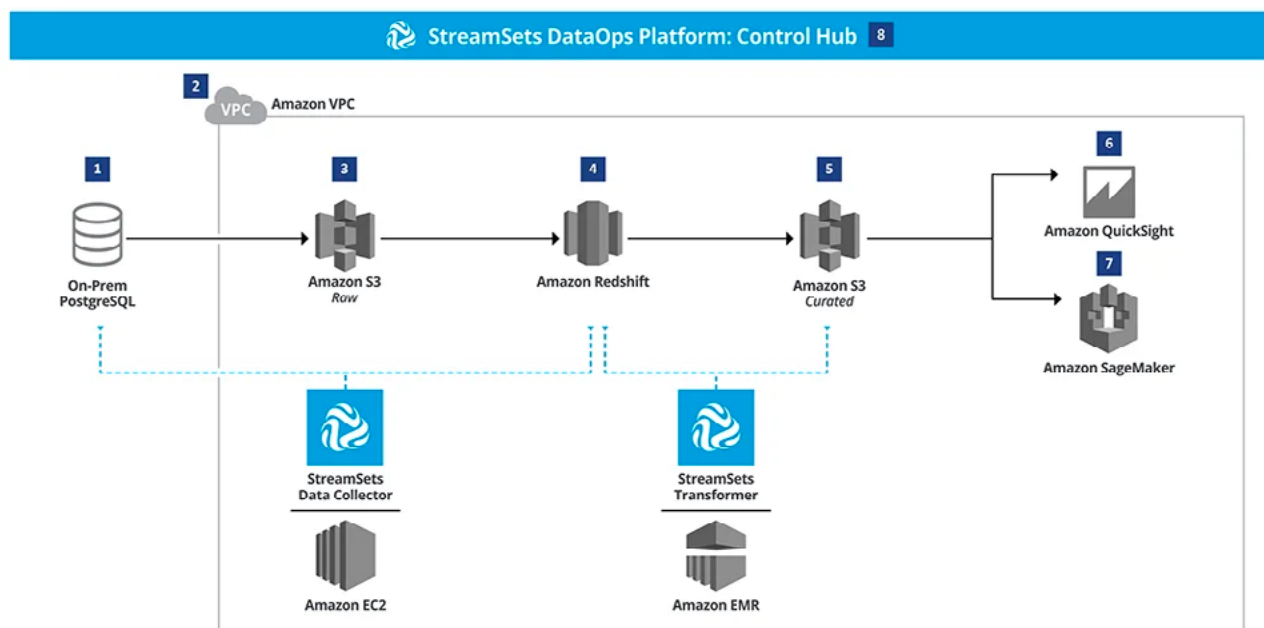 StreamSets DataOps Platform: Control Hub 8
2
VPC
Amazon VPC
1
3
4
5
6
Amazon QuickSight
7
On-Prem
PostgreSQL
Amazon S3
Raw
Amazon Redshift
Amazon S3
Curated
Amazon SageMaker
StreamSets
Data Collector
StreamSets
Transformer
Amazon EC2
Amazon EMR